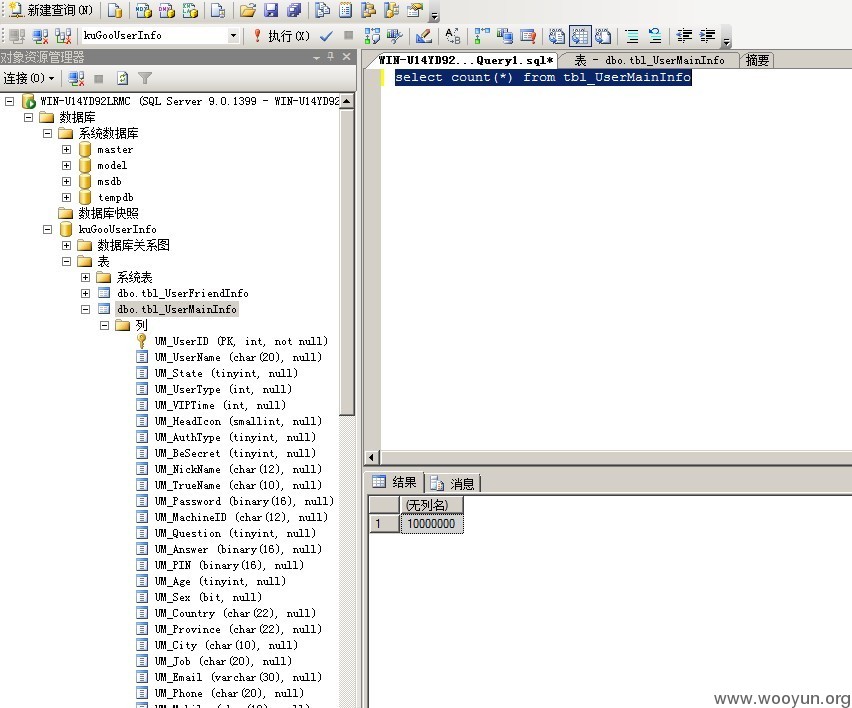 新建查询(N)
kuGooUserInfo
执行(X)
对象资源管理器
连接(O)
WIN-U14YD92LRMC (SQL Server 9.0.1399 - WIN-U14YD92
数据库
系统数据库
master
model
msdb
tempdb
数据库快照
kuGooUserInfo
数据库关系图
表
系统表
dbo.tbl_UserFriendInfo
dbo.tbl_UserMainInfo
列
UM_UserID (PK, int, not null)
UM_UserName (char(20), null)
UM_State (tinyint, null)
UM_UserType (int, null)
UM_VIPTime (int, null)
UM_HeadIcon (smallint, null)
UM_AuthType (tinyint, null)
UM_BeSecret (tinyint, null)
UM_NickName (char(12), null)
UM_TrueName (char(10), null)
UM_Password (binary(16), null)
UM_MachineID (char(12), null)
UM_Question (tinyint, null)
UM_Answer (binary(16), null)
UM_PIN (binary(16), null)
UM_Age (tinyint, null)
UM_Sex (bit, null)
UM_Country (char(22), null)
UM_Province (char(22), null)
UM_City (char(10), null)
UM_Job (char(20), null)
UM_Email (varchar(30), null)
UM_Phone (char(20), null)
WIN-U14YD92...Query1.sql*
表 - dbo.tbl_UserMainInfo
摘要
select count(*) from tbl_UserMainInfo
结果
消息
(无列名)
1
10000000
www.wooyun.org